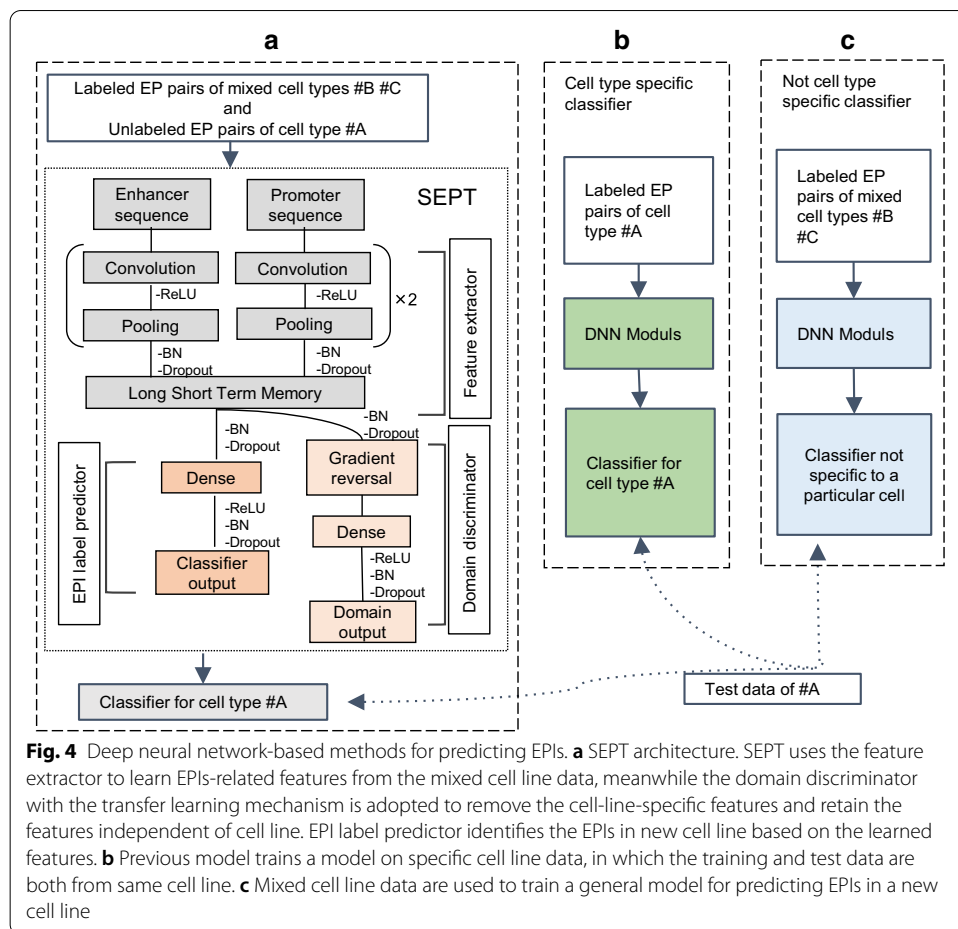 a
b
c
Labeled EP pairs of mixed cell types #B #C
and
Unlabeled EP pairs of cell type #A
SEPT
Enhancer
sequence
Promoter
sequence
Convolution
Convolution
-ReLU
-ReLU
×2
Pooling
Pooling
-BN
-Dropout
-BN
-Dropout
Long Short Term Memory
Feature extractor
-BN
-Dropout
-BN
-Dropout
Dense
Gradient
reversal
-ReLU
-BN
-Dropout
Dense
Classifier
output
-ReLU
-BN
-Dropout
Domain
output
EPI label predictor
Domain discriminator
Classifier for cell type #A
Cell type specific
classifier
Labeled EP
pairs of cell
type #A
DNN Moduls
Classifier for
cell type #A
Not cell type
specific classifier
Labeled EP
pairs of mixed
cell types #B
#C
DNN Moduls
Classifier not
specific to a
particular cell
Test data of #A
Fig. 4 Deep neural network-based methods for predicting EPIs. a SEPT architecture. SEPT uses the feature
extractor to learn EPIs-related features from the mixed cell line data, meanwhile the domain discriminator
with the transfer learning mechanism is adopted to remove the cell-line-specific features and retain the
features independent of cell line. EPI label predictor identifies the EPIs in new cell line based on the learned
features. b Previous model trains a model on specific cell line data, in which the training and test data are
both from same cell line. c Mixed cell line data are used to train a general model for predicting EPIs in a new
cell line